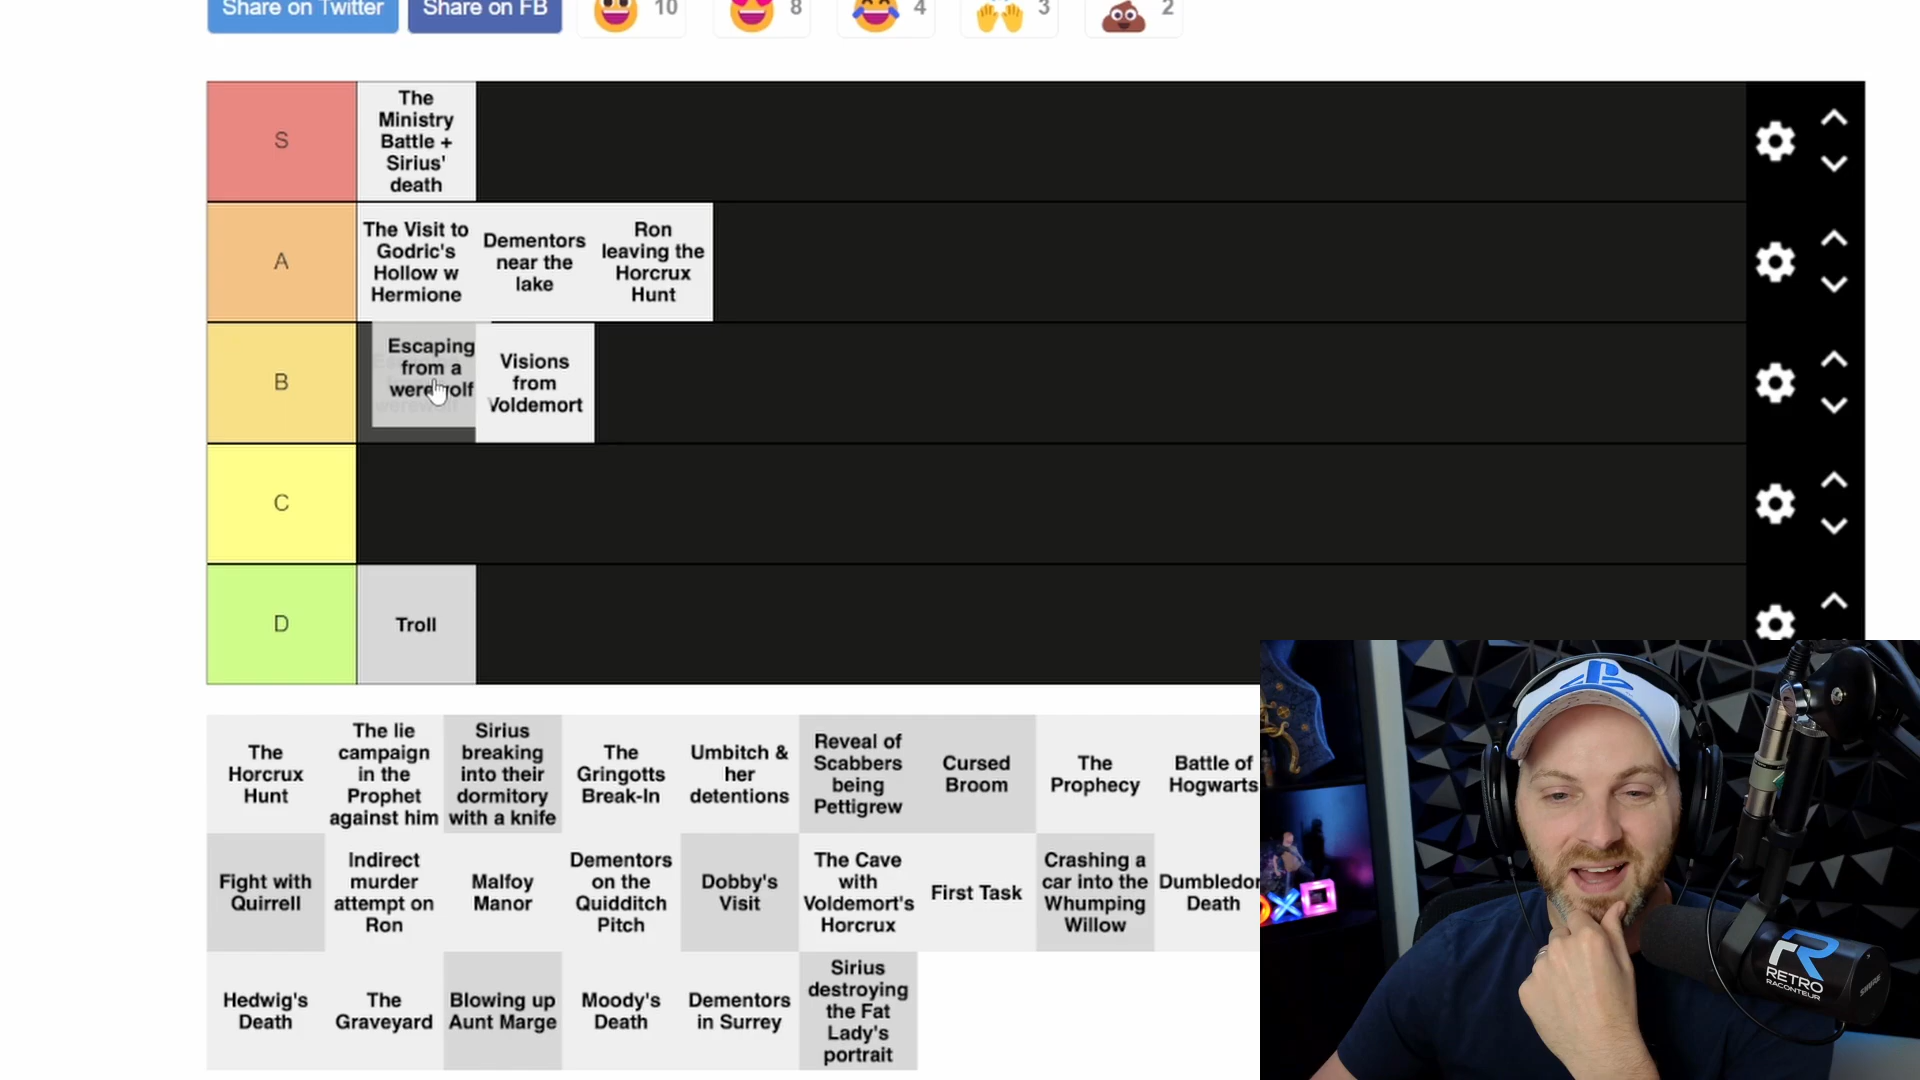 Share on Twitter
Share on FB
10
8
4
3
2
S
The
Ministry
Battle +
Sirius'
death
A
The Visit to
Godric's
Hollow w
Hermione
Dementors
near the
lake
Ron
leaving the
Horcrux
Hunt
B
Escaping
from a
werewolf
Visions
from
Voldemort
C
D
Troll
The
Horcrux
Hunt
The lie
campaign
in the
Prophet
against him
Sirius
breaking
into their
dormitory
with a knife
The
Gringotts
Break-In
Umbitch &
her
detentions
Reveal of
Scabbers
being
Pettigrew
Cursed
Broom
The
Prophecy
Battle of
Hogwarts
Fight with
Quirrell
Indirect
murder
attempt on
Ron
Malfoy
Manor
Dementors
on the
Quidditch
Pitch
Dobby's
Visit
The Cave
with
Voldemort's
Horcrux
First Task
Crashing a
car into the
Whumping
Willow
Dumbledor
Death
Hedwig's
Death
The
Graveyard
Blowing up
Aunt Marge
Moody's
Death
Dementors
in Surrey
Sirius
destroying
the Fat
Lady's
portrait
RETRO
RACONTEUR
SHURE